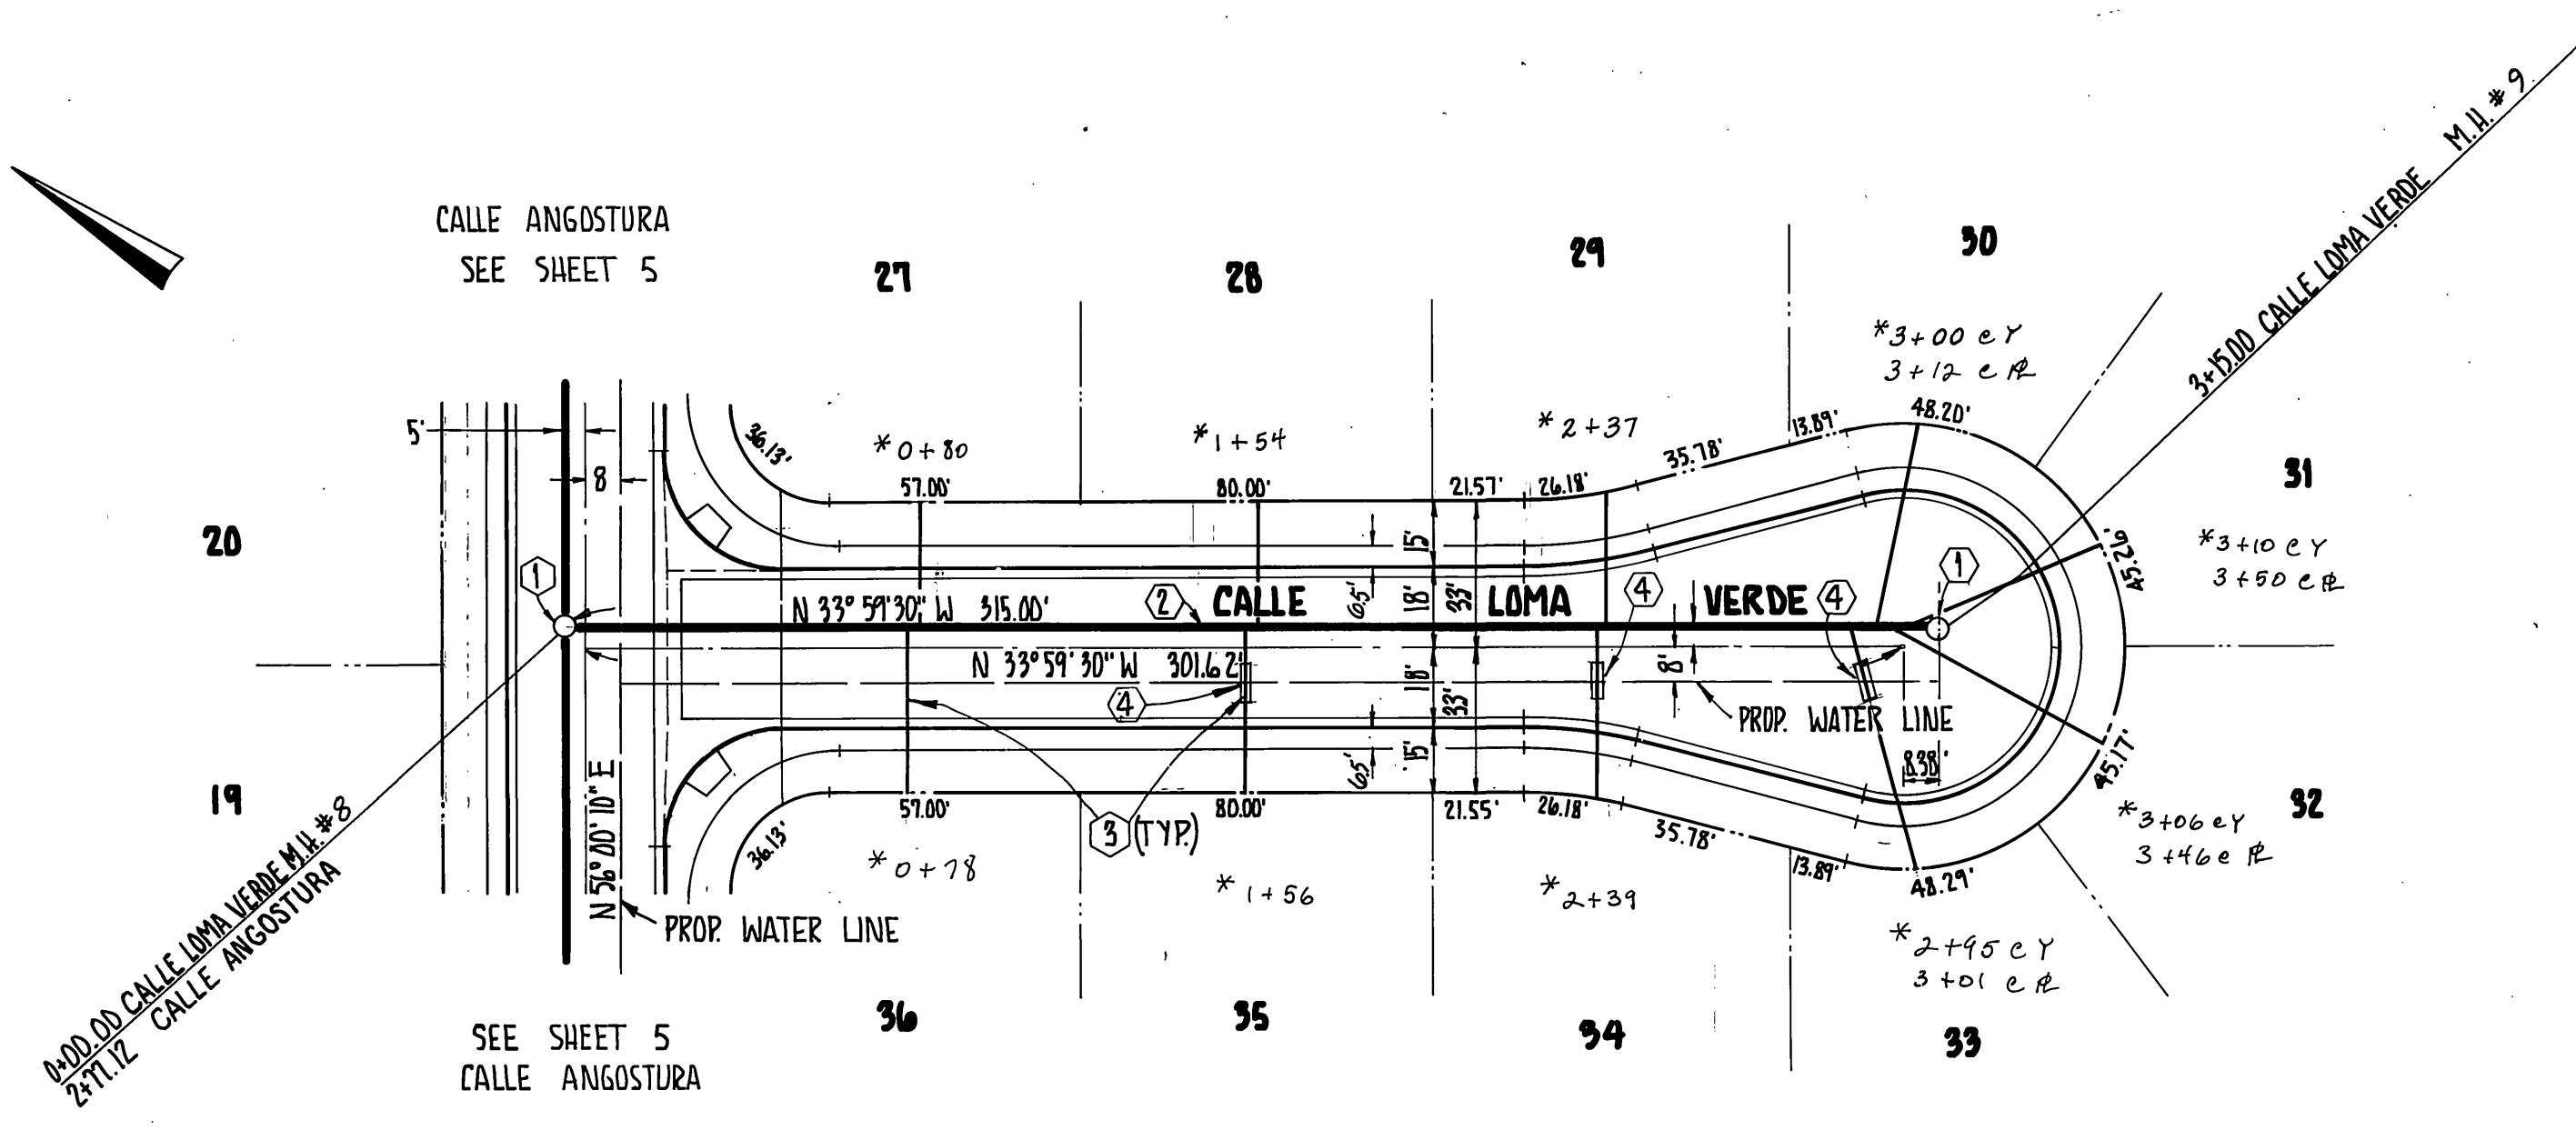 CALLE ANGOSTURA
SEE SHEET 5
27
28
29
30
31
32
33
34
35
36
20
19
M.H. # 9
3+15.00 CALLE LOMA VERDE
*3+00 @ Y
3+12 @ PL
*3+10 @ Y
3+50 @ PL
*3+06 @ Y
3+46 @ PL
*2+95 @ Y
3+01 @ PL
*0+80
*1+54
*2+37
36.13'
57.00'
80.00'
21.57'
26.18'
35.78'
13.89'
48.20'
45.26'
45.17'
48.29'
5'
8
1
N 33° 59' 30" W 315.00'
2
CALLE LOMA VERDE
6.5'
15'
18'
33'
4
4
1
N 33° 59' 30" W 301.62'
4
18'
33'
8'
PROP. WATER LINE
8.38'
15'
6.5'
57.00'
80.00'
21.55'
26.18'
35.78'
13.89'
36.13'
3 (TYP.)
*0+78
*1+56
*2+39
N 56° 00' 10" E
PROP. WATER LINE
0+00.00 CALLE LOMA VERDE M.H. #8
2+77.12 CALLE ANGOSTURA
SEE SHEET 5
CALLE ANGOSTURA